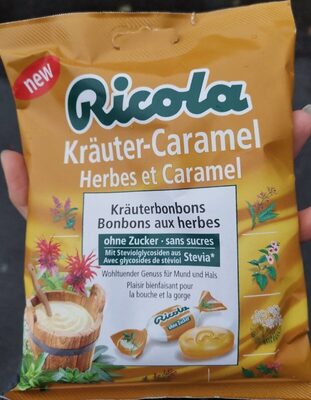 new
Ricola
Kräuter-Caramel
Herbes et Caramel
Kräuterbonbons
Bonbons aux herbes
ohne Zucker · sans sucres
Mit Steviolglycosiden aus
Avec glycosides de stéviol Stevia*
Wohltuender Genuss für Mund und Hals
Plaisir bienfaisant pour
la bouche et la gorge
Ricola
ohne Zucker